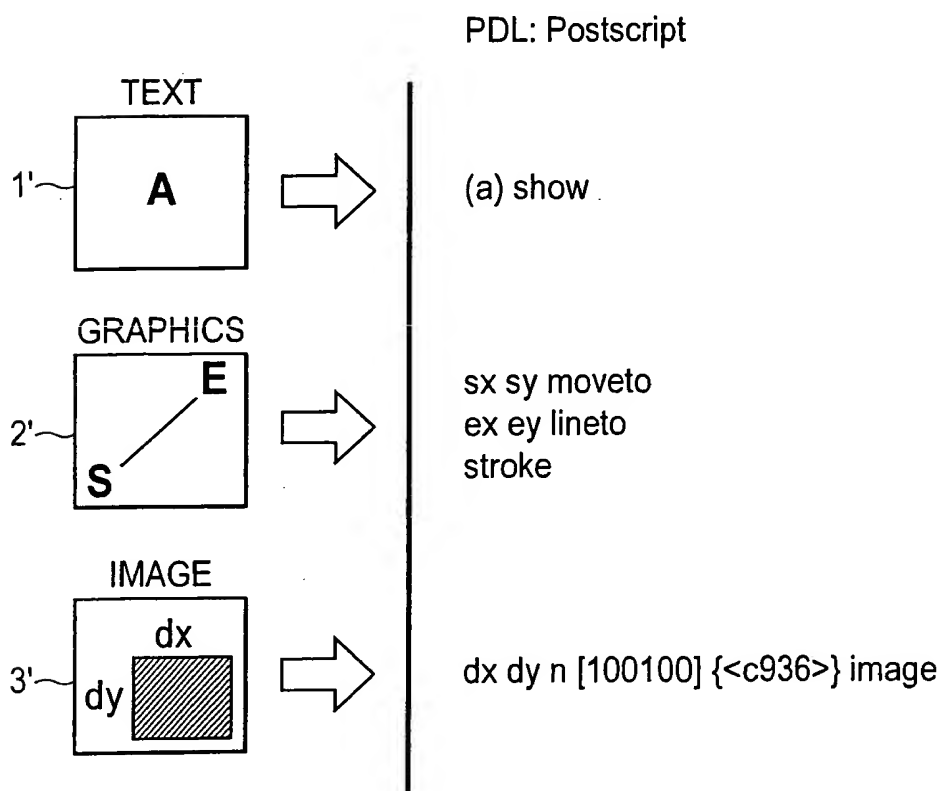 PDL: Postscript
TEXT
1'
A
(a) show
GRAPHICS
2'
E
S
sx sy moveto
ex ey lineto
stroke
IMAGE
3'
dx
dy
dx dy n [100100] {<c936>} image